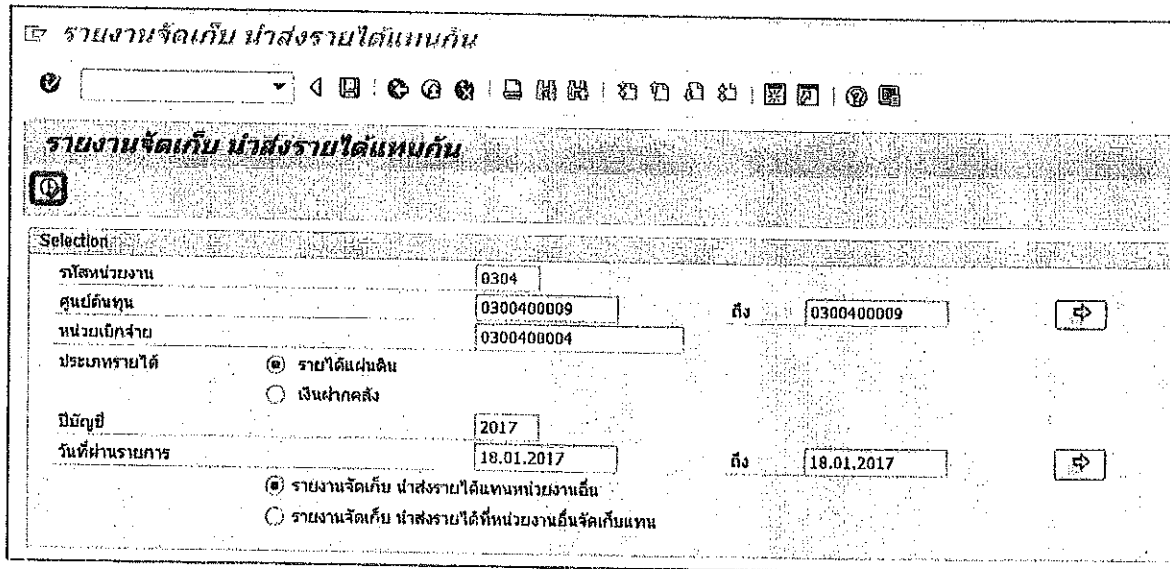 รายงานจัดเก็บ นำส่งรายได้แทนกัน
รายงานจัดเก็บ นำส่งรายได้แทนกัน
Selection
รหัสหน่วยงาน 0304
ศูนย์ต้นทุน 0300400009 ถึง 0300400009
หน่วยเบิกจ่าย 0300400004
ประเภทรายได้ รายได้แผ่นดิน
เงินฝากคลัง
ปีบัญชี 2017
วันที่ผ่านรายการ 18.01.2017 ถึง 18.01.2017
รายงานจัดเก็บ นำส่งรายได้แทนหน่วยงานอื่น
รายงานจัดเก็บ นำส่งรายได้ที่หน่วยงานอื่นจัดเก็บแทน